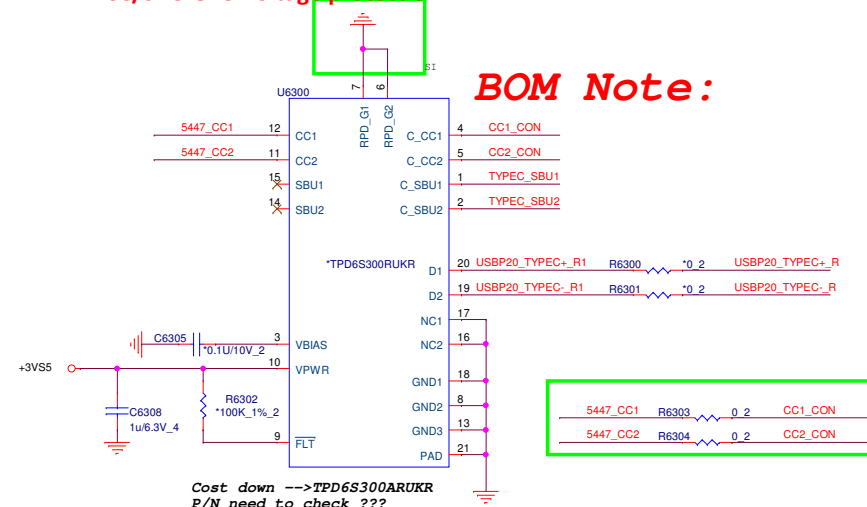 SI
U6300
BOM Note:
7
6
RPD_G1
RPD_G2
5447_CC1
12
CC1
C_CC1
4
CC1_CON
5447_CC2
11
CC2
C_CC2
5
CC2_CON
15
SBU1
C_SBU1
1
TYPEC_SBU1
14
SBU2
C_SBU2
2
TYPEC_SBU2
*TPD6S300RUKR
D1
20
USBP20_TYPEC+_R1
R6300
*0_2
USBP20_TYPEC+_R
D2
19
USBP20_TYPEC-_R1
R6301
*0_2
USBP20_TYPEC-_R
NC1
17
C6305
*0.1U/10V_2
3
VBIAS
NC2
16
+3VS5
10
VPWR
GND1
18
C6308
1u/6.3V_4
R6302
*100K_1%_2
GND2
8
GND3
13
9
FLT
PAD
21
5447_CC1
R6303
0_2
CC1_CON
5447_CC2
R6304
0_2
CC2_CON
Cost down -->TPD6S300ARUKR
P/N need to check ???